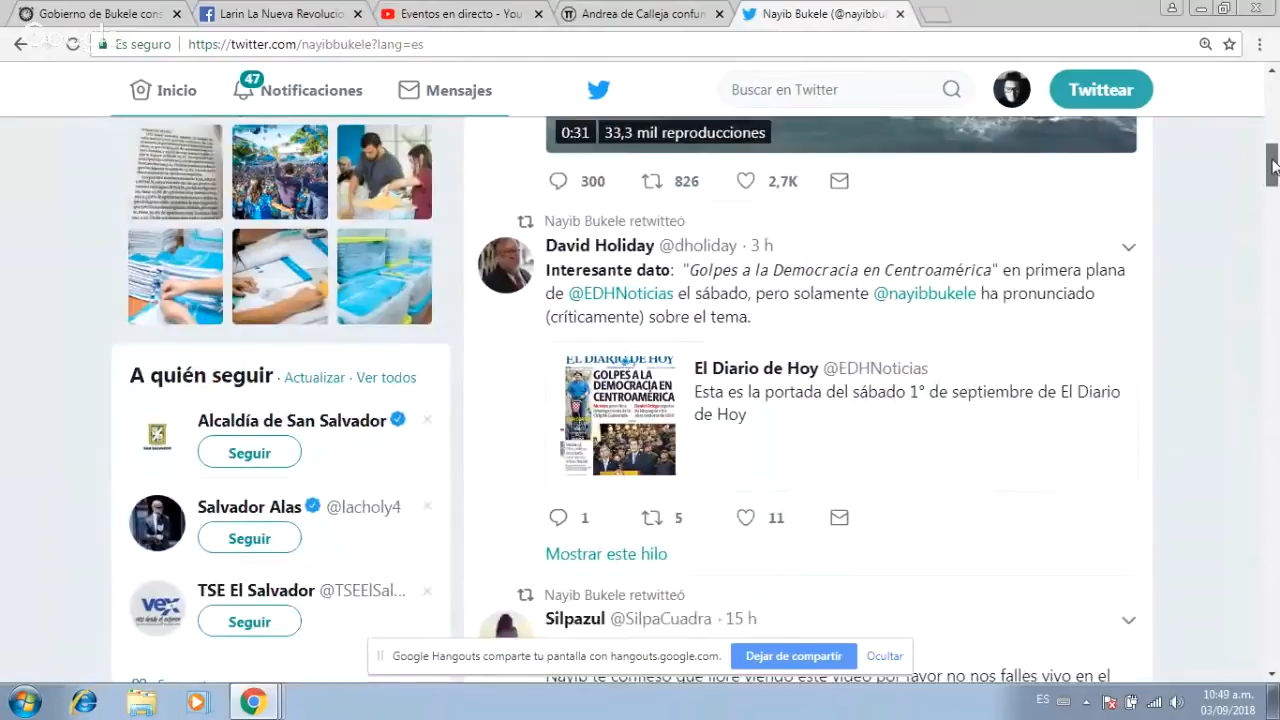 Gobierno de Bukele cons
Larin La Nueva Revolucio
Eventos en directo - You
Andrea de Calleja confun
Nayib Bukele (@nayibbul
Es seguro
https://twitter.com/nayibbukele?lang=es
47
Inicio
Notificaciones
Mensajes
Buscar en Twitter
Twittear
0:31 33,3 mil reproducciones
300 826 2,7K
Nayib Bukele retwitteó
David Holiday @dholiday · 3 h
Interesante dato: "Golpes a la Democracia en Centroamérica" en primera plana
de @EDHNoticias el sábado, pero solamente @nayibbukele ha pronunciado
(críticamente) sobre el tema.
EL DIARIO DE HOY
GOLPES A LA
DEMOCRACIA EN
CENTROAMÉRICA
El Diario de Hoy @EDHNoticias
Esta es la portada del sábado 1° de septiembre de El Diario
de Hoy
1 5 11
Mostrar este hilo
Nayib Bukele retwitteó
Silpazul @SilpaCuadra · 15 h
A quién seguir · Actualizar · Ver todos
Alcaldía de San Salvador
Seguir
Salvador Alas @lacholy4
Seguir
TSE El Salvador @TSEElSal...
vex
Seguir
Google Hangouts comparte tu pantalla con hangouts.google.com.
Dejar de compartir
Ocultar
ES
10:49 a.m.
03/09/2018